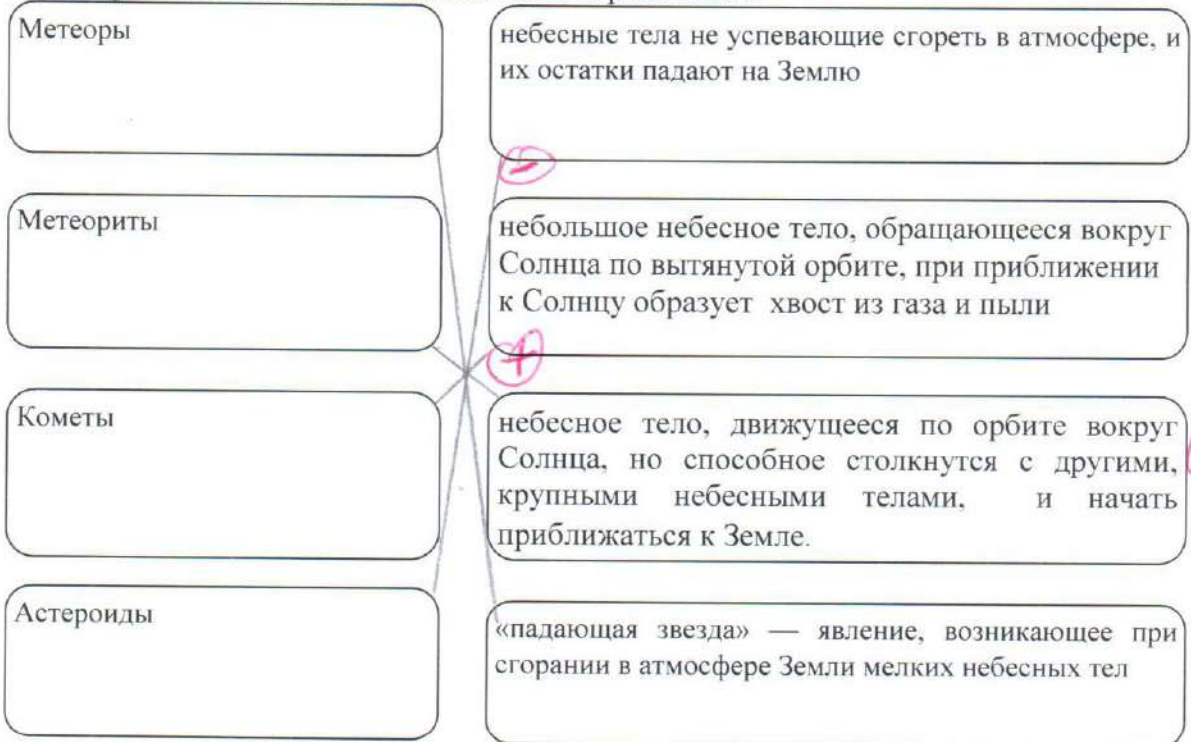 Метеоры
небесные тела не успевающие сгореть в атмосфере, и
их остатки падают на Землю
Метеориты
небольшое небесное тело, обращающееся вокруг
Солнца по вытянутой орбите, при приближении
к Солнцу образует хвост из газа и пыли
Кометы
небесное тело, движущееся по орбите вокруг
Солнца, но способное столкнутся с другими,
крупными небесными телами, и начать
приближаться к Земле.
Астероиды
«падающая звезда» — явление, возникающее при
сгорании в атмосфере Земли мелких небесных тел